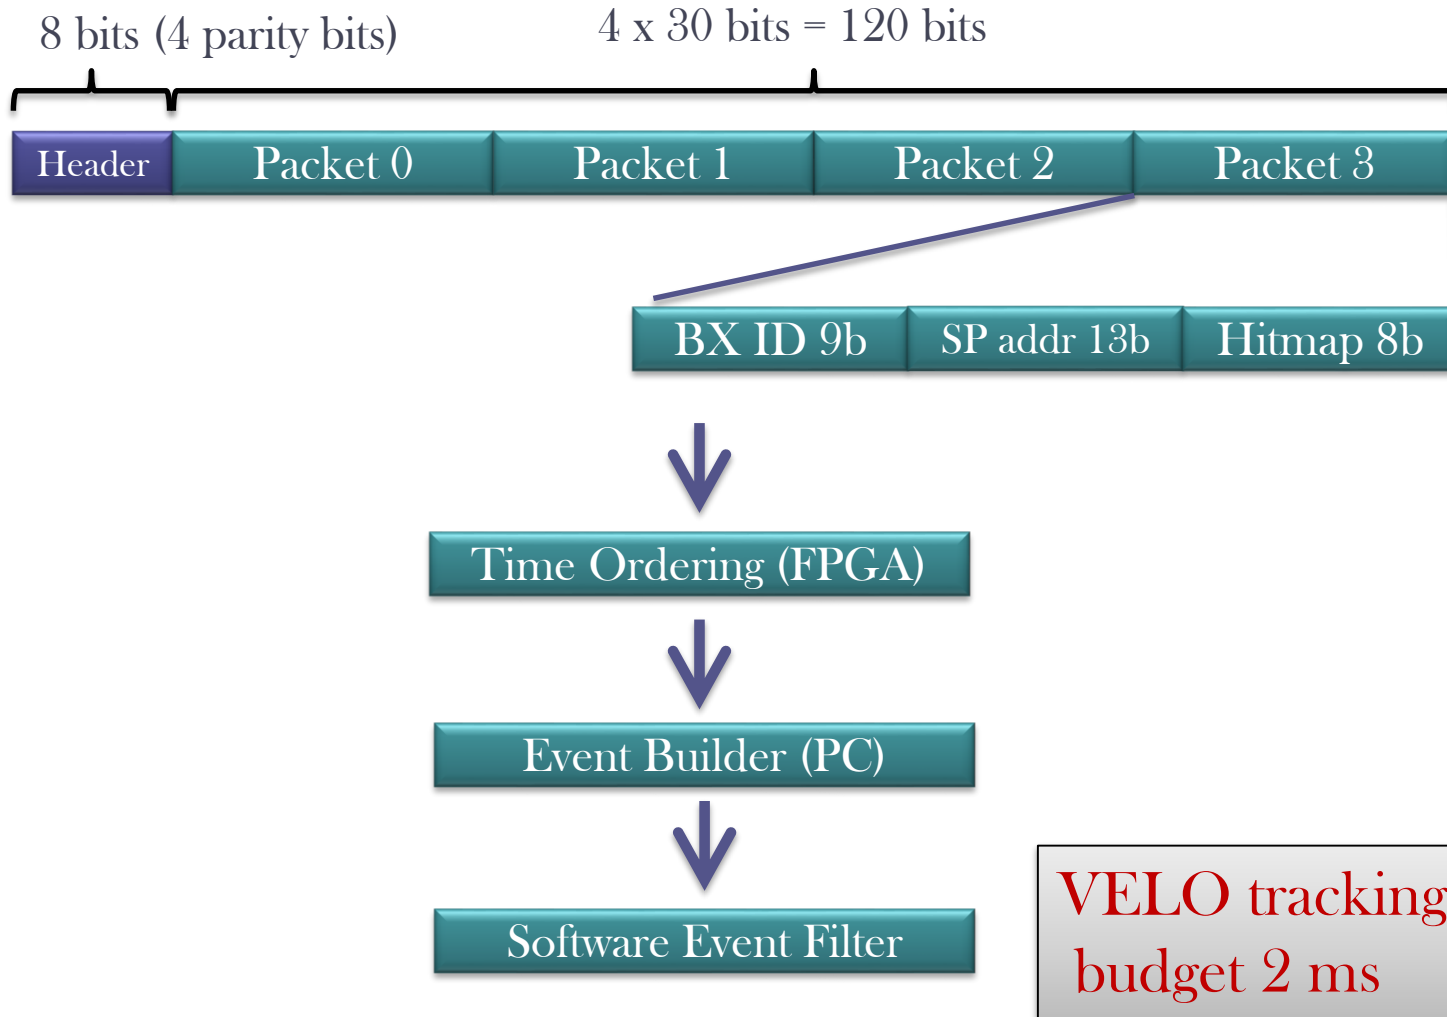 8 bits (4 parity bits)
4 x 30 bits = 120 bits
Header
Packet 0
Packet 1
Packet 2
Packet 3
BX ID 9b
SP addr 13b
Hitmap 8b
Time Ordering (FPGA)
Event Builder (PC)
Software Event Filter
VELO tracking
budget 2 ms